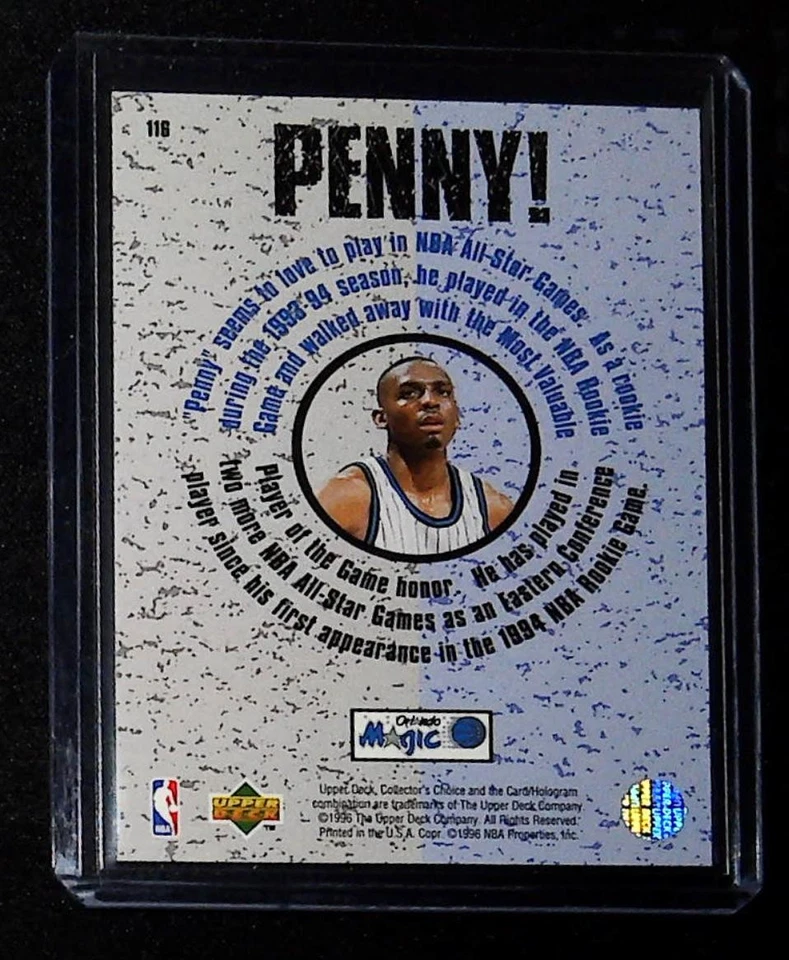 116
PENNY!
"Penny" seems to love to play in NBA All-Star Games. As a rookie
during the 1993-94 season, he played in the NBA Rookie
Game and walked away with the Most Valuable
Player of the Game honor. He has played in
two more NBA All-Star Games as an Eastern Conference
player since his first appearance in the 1994 NBA Rookie Game.
Orlando
MAGIC
NBA
UPPER
DECK
TM
Upper Deck, Collector's Choice and the Card/Hologram
combination are trademarks of The Upper Deck Company.
©1996 The Upper Deck Company. All Rights Reserved.
Printed in the U.S.A. Copr. ©1996 NBA Properties, Inc.